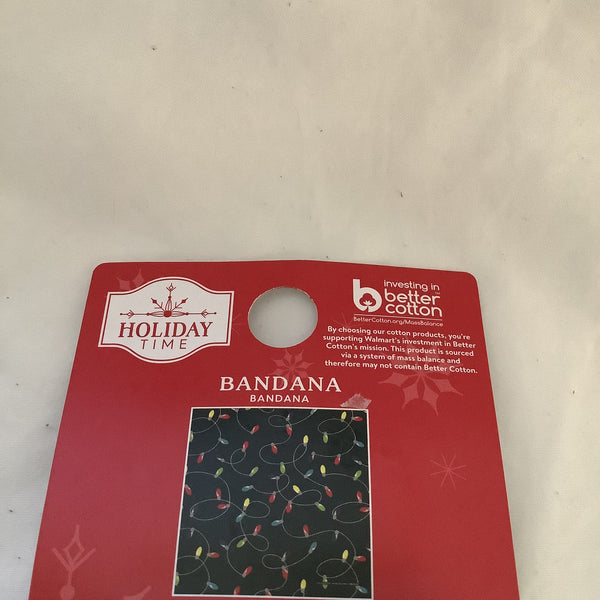 HOLIDAY
TIME
investing in
better
cotton
BetterCotton.org/MassBalance
By choosing our cotton products, you're
supporting Walmart's investment in Better
Cotton's mission. This product is sourced
via a system of mass balance and
therefore may not contain Better Cotton.
BANDANA
BANDANA